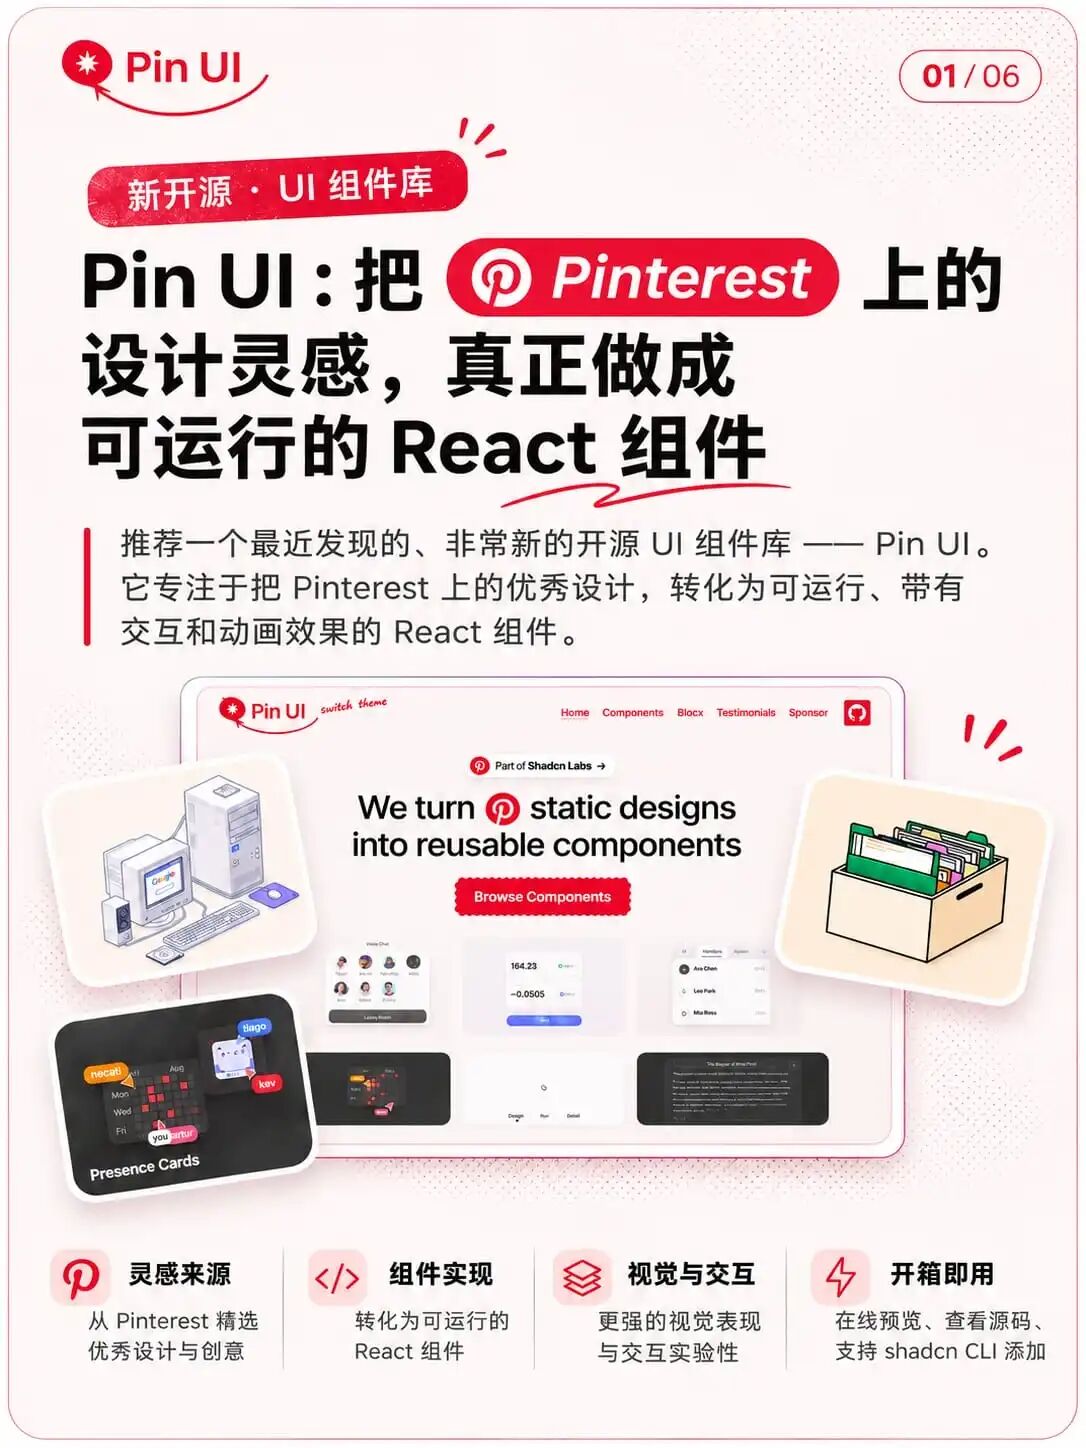 Pin UI
01 / 06
新开源 · UI 组件库
Pin UI：把 Pinterest 上的
设计灵感，真正做成
可运行的 React 组件
推荐一个最近发现的、非常新的开源 UI 组件库 —— Pin UI。
它专注于把 Pinterest 上的优秀设计，转化为可运行、带有
交互和动画效果的 React 组件。
Pin UI switch theme
Home Components Blocx Testimonials Sponsor
Part of Shadcn Labs →
We turn static designs
into reusable components
Browse Components
Google
164.23
−0.0505
Ava Chen
Leo Park
Mia Ross
Design Run Detail
tiago
necati
kev
Aug
Mon
Wed
Fri
you
Presence Cards
灵感来源
从 Pinterest 精选
优秀设计与创意
组件实现
转化为可运行的
React 组件
视觉与交互
更强的视觉表现
与交互实验性
开箱即用
在线预览、查看源码、
支持 shadcn CLI 添加